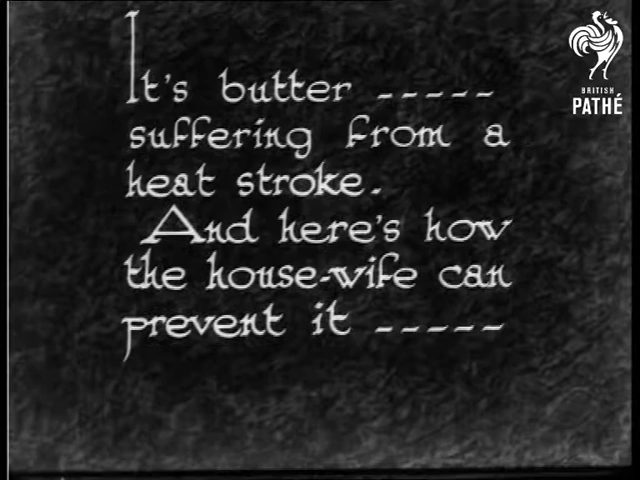 It's butter -----
suffering from a
heat stroke.
And here's how
the house-wife can
prevent it -----
BRITISH
PATHÉ